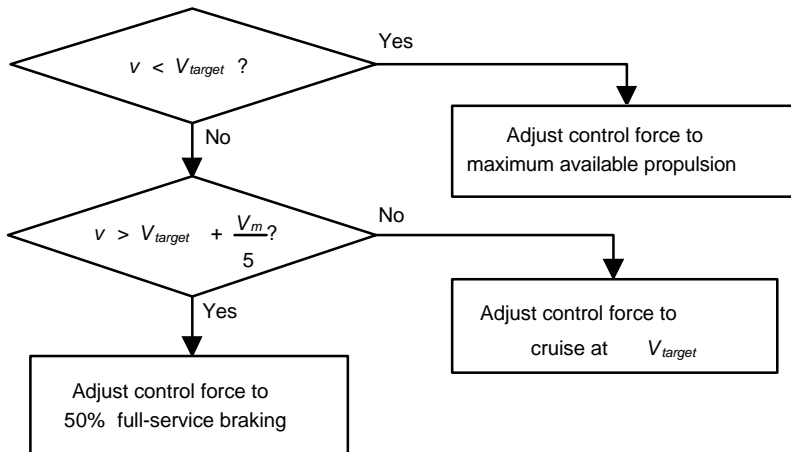 v < Vtarget ?
Yes
Adjust control force to
maximum available propulsion
No
v > Vtarget + Vm/5?
No
Adjust control force to
cruise at Vtarget
Yes
Adjust control force to
50% full-service braking